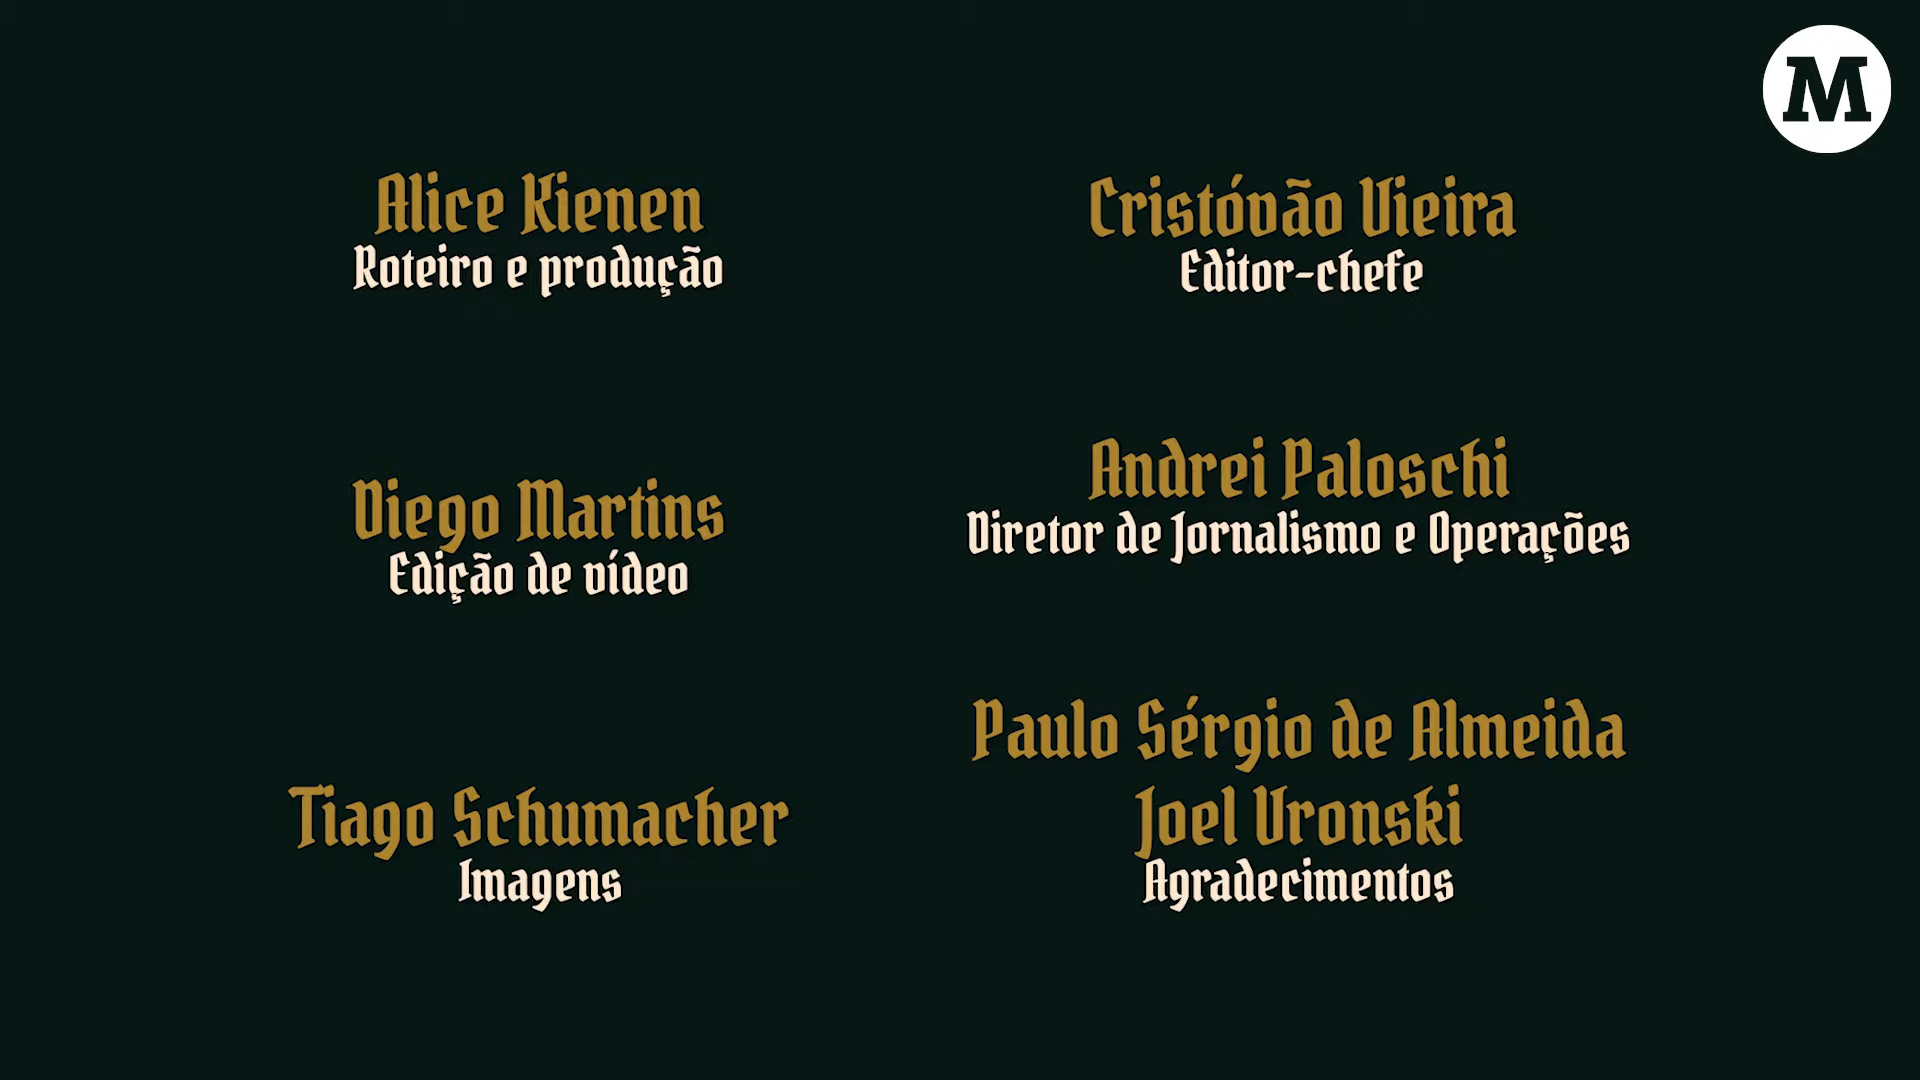 M
Alice Kienen
Roteiro e produção
Diego Martins
Edição de vídeo
Tiago Schumacher
Imagens
Cristóvão Vieira
Editor-chefe
Andrei Paloschi
Diretor de Jornalismo e Operações
Paulo Sérgio de Almeida
Joel Vronski
Agradecimentos